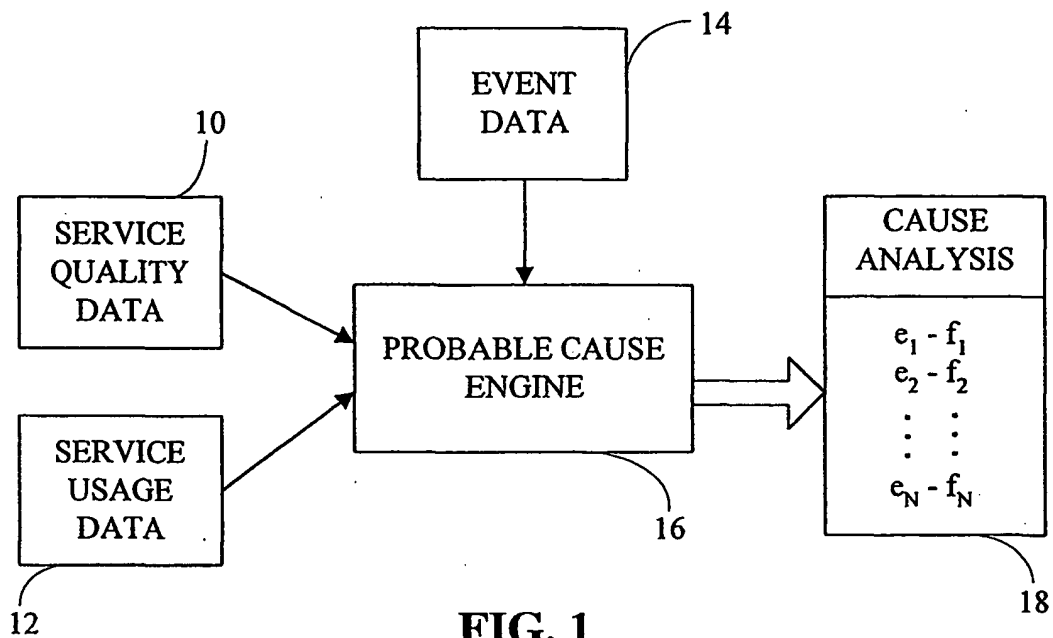 14
EVENT
DATA
10
SERVICE
QUALITY
DATA
CAUSE
ANALYSIS
PROBABLE CAUSE
ENGINE
e1 - f1
e2 - f2
: :
eN - fN
SERVICE
USAGE
DATA
16
18
12
FIG. 1